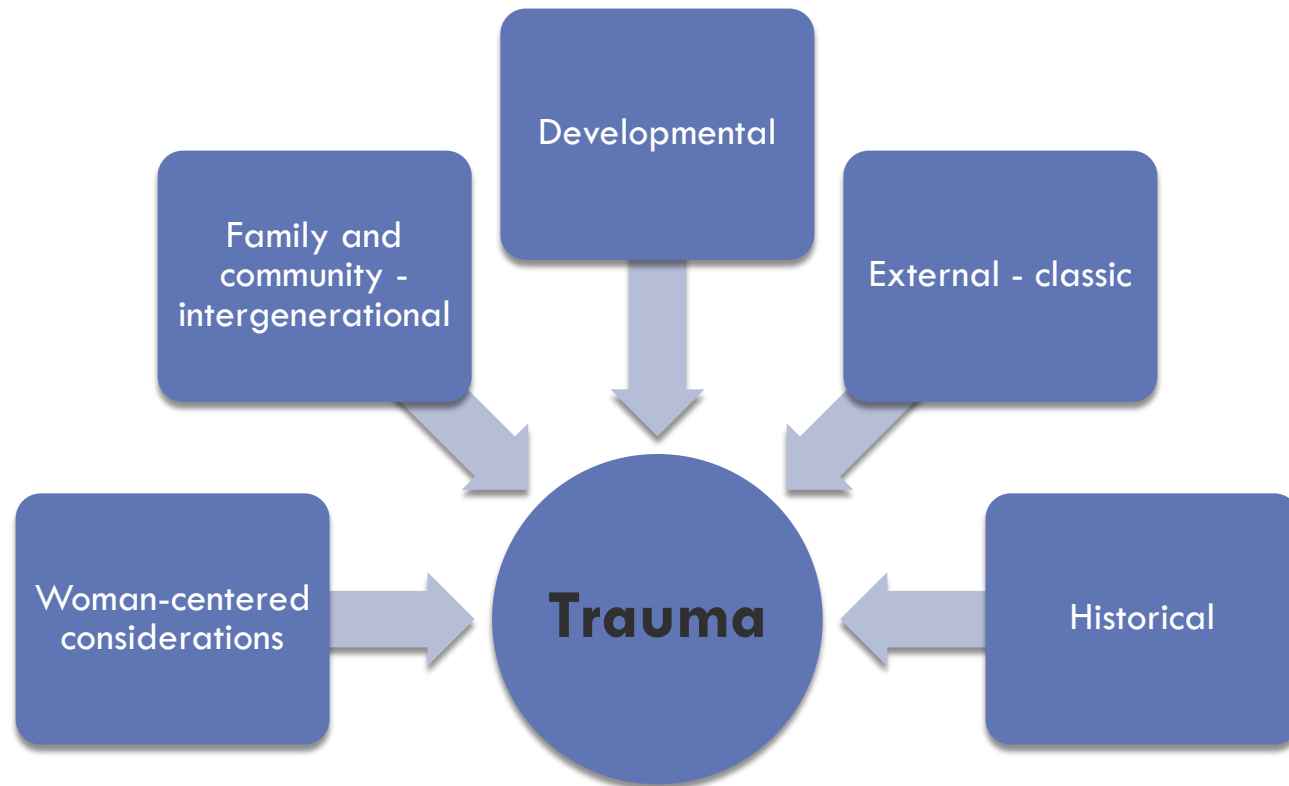 Developmental
Family and
community -
intergenerational
External - classic
Woman-centered
considerations
Trauma
Historical